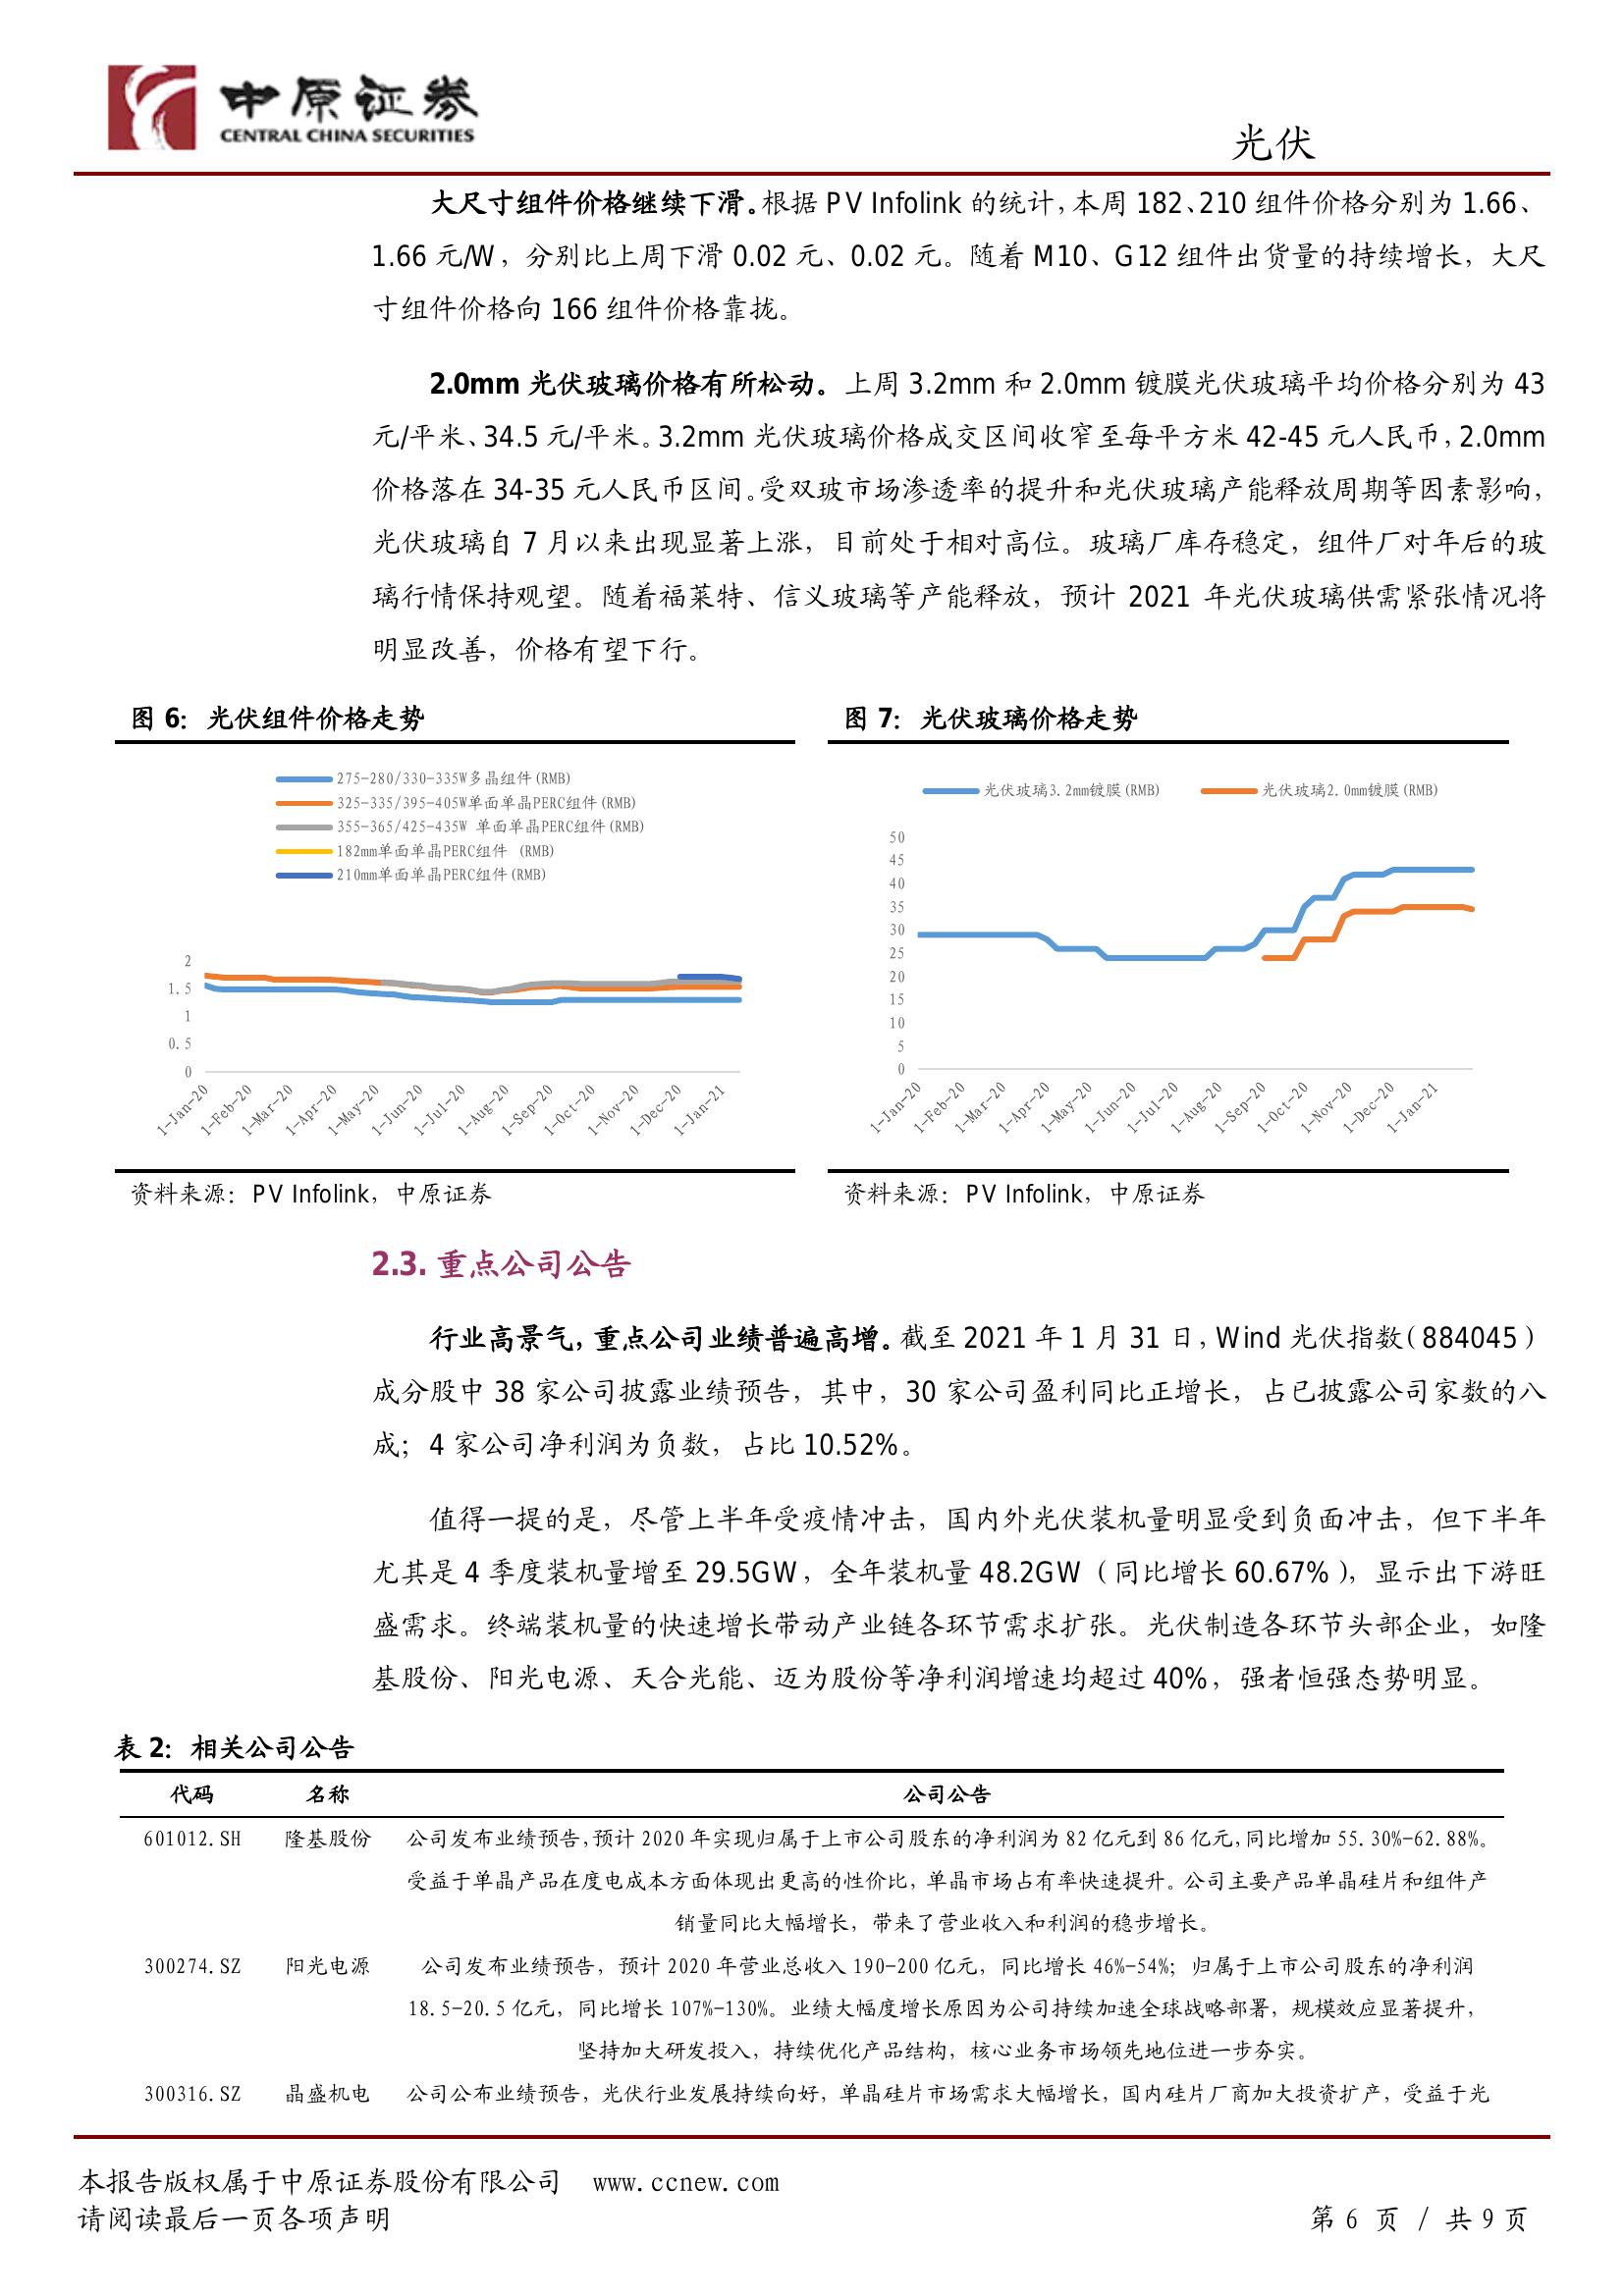 中原证券
CENTRAL CHINA SECURITIES
光伏
大尺寸组件价格继续下滑。根据 PV Infolink 的统计，本周 182、210 组件价格分别为 1.66、
1.66 元/W，分别比上周下滑 0.02 元、0.02 元。随着 M10、G12 组件出货量的持续增长，大尺
寸组件价格向 166 组件价格靠拢。
2.0mm 光伏玻璃价格有所松动。上周 3.2mm 和 2.0mm 镀膜光伏玻璃平均价格分别为 43
元/平米、34.5 元/平米。3.2mm 光伏玻璃价格成交区间收窄至每平方米 42-45 元人民币，2.0mm
价格落在 34-35 元人民币区间。受双玻市场渗透率的提升和光伏玻璃产能释放周期等因素影响，
光伏玻璃自 7 月以来出现显著上涨，目前处于相对高位。玻璃厂库存稳定，组件厂对年后的玻
璃行情保持观望。随着福莱特、信义玻璃等产能释放，预计 2021 年光伏玻璃供需紧张情况将
明显改善，价格有望下行。
图 6：光伏组件价格走势
275-280/330-335W多晶组件(RMB)
325-335/395-405W单面单晶PERC组件(RMB)
355-365/425-435W 单面单晶PERC组件(RMB)
182mm单面单晶PERC组件 (RMB)
210mm单面单晶PERC组件(RMB)
2
1.5
1
0.5
0
1-Jan-20
1-Feb-20
1-Mar-20
1-Apr-20
1-May-20
1-Jun-20
1-Jul-20
1-Aug-20
1-Sep-20
1-Oct-20
1-Nov-20
1-Dec-20
1-Jan-21
资料来源：PV Infolink，中原证券
图 7：光伏玻璃价格走势
光伏玻璃3.2mm镀膜(RMB) 光伏玻璃2.0mm镀膜(RMB)
50
45
40
35
30
25
20
15
10
5
0
1-Jan-20
1-Feb-20
1-Mar-20
1-Apr-20
1-May-20
1-Jun-20
1-Jul-20
1-Aug-20
1-Sep-20
1-Oct-20
1-Nov-20
1-Dec-20
1-Jan-21
资料来源：PV Infolink，中原证券
2.3. 重点公司公告
行业高景气，重点公司业绩普遍高增。截至 2021 年 1 月 31 日，Wind 光伏指数（884045）
成分股中 38 家公司披露业绩预告，其中，30 家公司盈利同比正增长，占已披露公司家数的八
成；4 家公司净利润为负数，占比 10.52%。
值得一提的是，尽管上半年受疫情冲击，国内外光伏装机量明显受到负面冲击，但下半年
尤其是 4 季度装机量增至 29.5GW，全年装机量 48.2GW（同比增长 60.67%），显示出下游旺
盛需求。终端装机量的快速增长带动产业链各环节需求扩张。光伏制造各环节头部企业，如隆
基股份、阳光电源、天合光能、迈为股份等净利润增速均超过 40%，强者恒强态势明显。
表 2：相关公司公告
代码 名称 公司公告
601012.SH 隆基股份 公司发布业绩预告，预计 2020 年实现归属于上市公司股东的净利润为 82 亿元到 86 亿元，同比增加 55.30%-62.88%。
受益于单晶产品在度电成本方面体现出更高的性价比，单晶市场占有率快速提升。公司主要产品单晶硅片和组件产
销量同比大幅增长，带来了营业收入和利润的稳步增长。
300274.SZ 阳光电源 公司发布业绩预告，预计 2020 年营业总收入 190-200 亿元，同比增长 46%-54%；归属于上市公司股东的净利润
18.5-20.5 亿元，同比增长 107%-130%。业绩大幅度增长原因为公司持续加速全球战略部署，规模效应显著提升，
坚持加大研发投入，持续优化产品结构，核心业务市场领先地位进一步夯实。
300316.SZ 晶盛机电 公司公布业绩预告，光伏行业发展持续向好，单晶硅片市场需求大幅增长，国内硅片厂商加大投资扩产，受益于光
本报告版权属于中原证券股份有限公司 www.ccnew.com
请阅读最后一页各项声明
第 6 页 / 共 9 页